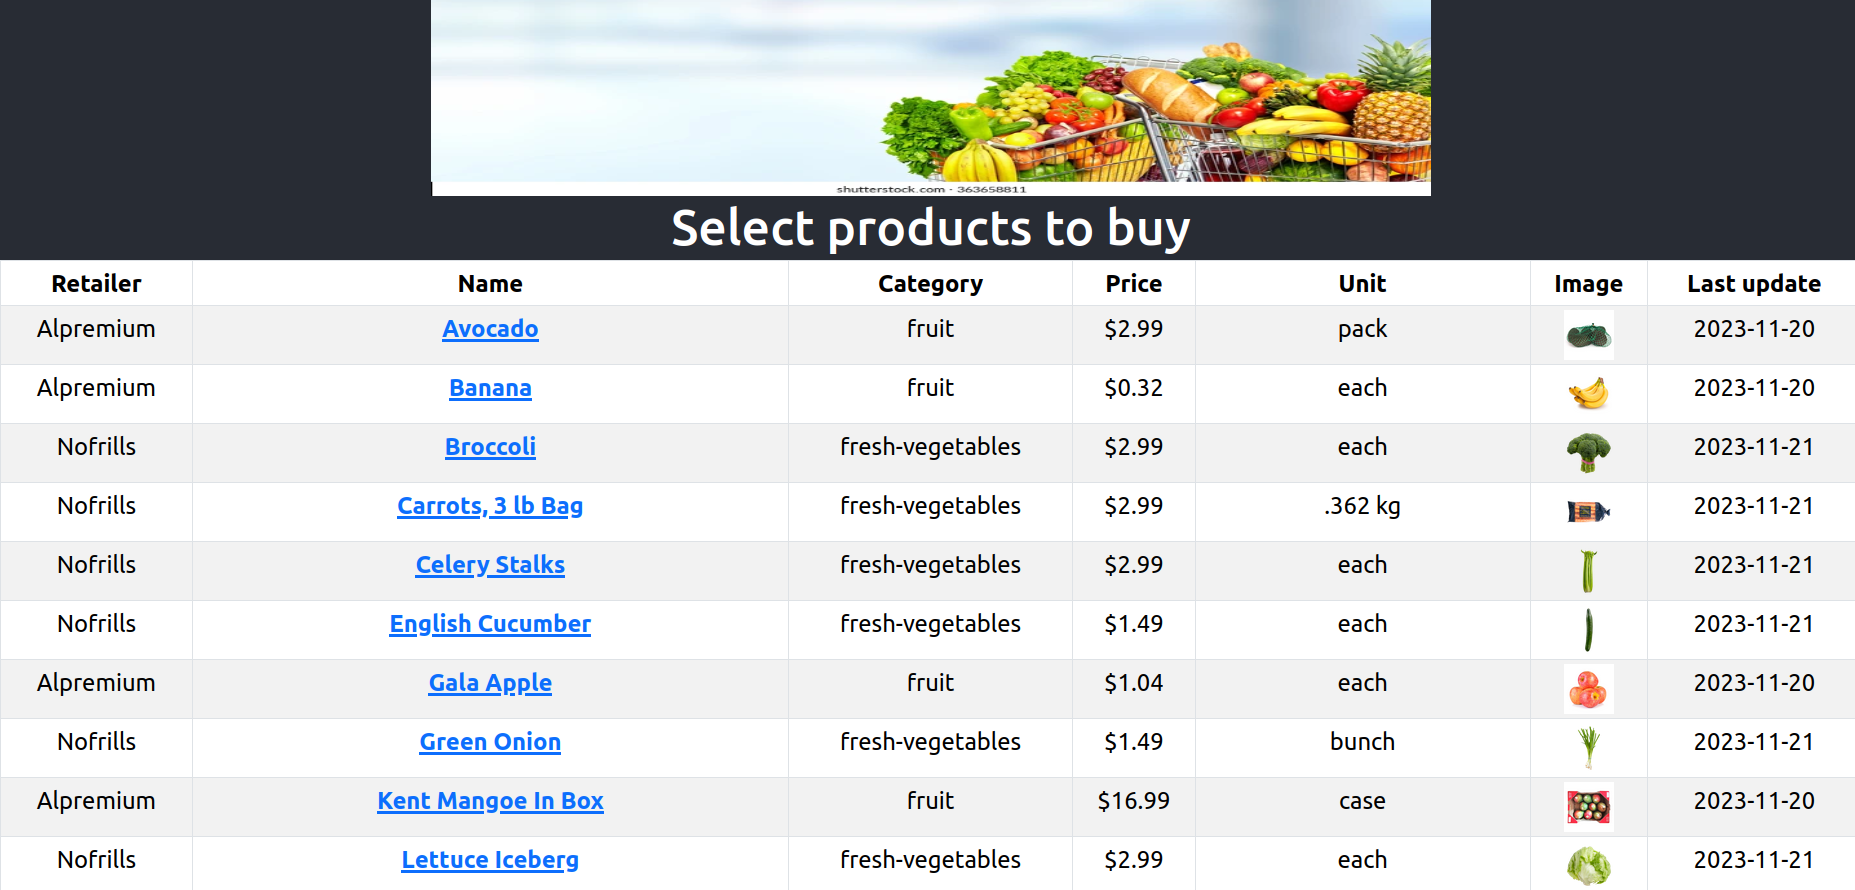 shutterstock.com · 363658811
Select products to buy
Retailer Name Category Price Unit Image Last update
Alpremium Avocado fruit $2.99 pack 2023-11-20
Alpremium Banana fruit $0.32 each 2023-11-20
Nofrills Broccoli fresh-vegetables $2.99 each 2023-11-21
Nofrills Carrots, 3 lb Bag fresh-vegetables $2.99 .362 kg 2023-11-21
Nofrills Celery Stalks fresh-vegetables $2.99 each 2023-11-21
Nofrills English Cucumber fresh-vegetables $1.49 each 2023-11-21
Alpremium Gala Apple fruit $1.04 each 2023-11-20
Nofrills Green Onion fresh-vegetables $1.49 bunch 2023-11-21
Alpremium Kent Mangoe In Box fruit $16.99 case 2023-11-20
Nofrills Lettuce Iceberg fresh-vegetables $2.99 each 2023-11-21